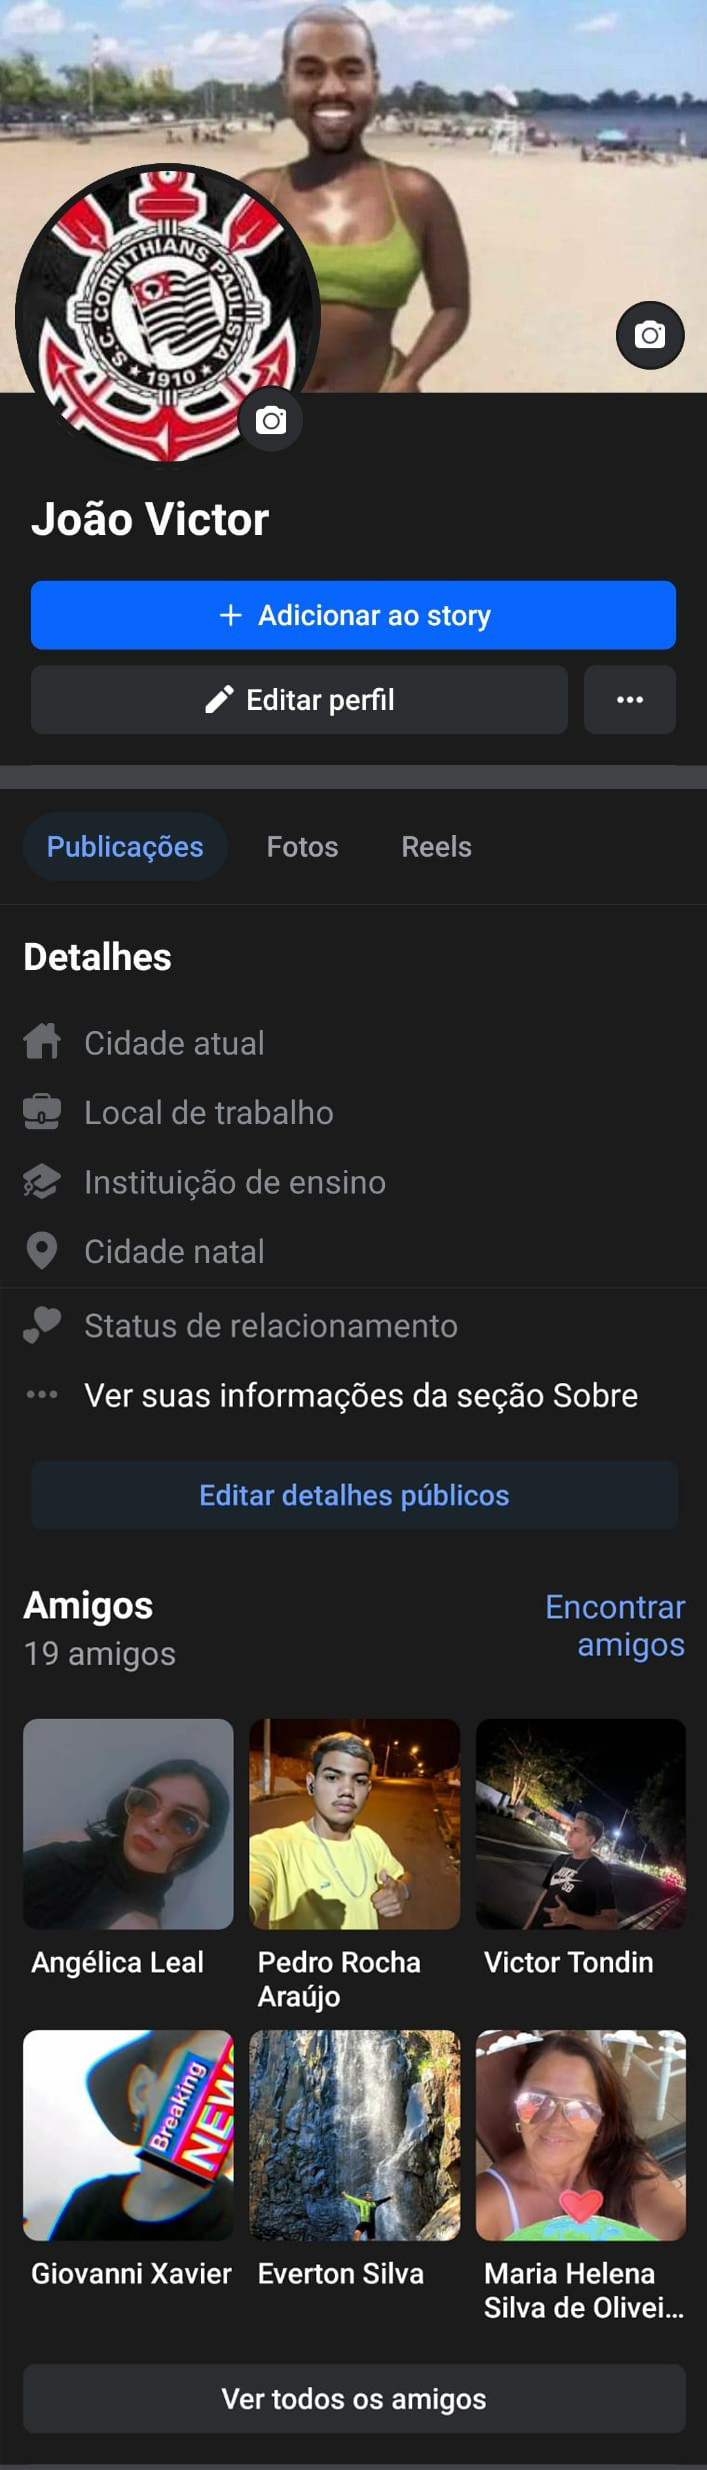 S.C. CORINTHIANS PAULISTA
1910
João Victor
+ Adicionar ao story
Editar perfil
Publicações Fotos Reels
Detalhes
Cidade atual
Local de trabalho
Instituição de ensino
Cidade natal
Status de relacionamento
Ver suas informações da seção Sobre
Editar detalhes públicos
Amigos
19 amigos
Encontrar
amigos
NIKE
SB
Angélica Leal
Pedro Rocha
Araújo
Victor Tondin
Breaking
NEWS
Giovanni Xavier
Everton Silva
Maria Helena
Silva de Olivei...
Ver todos os amigos